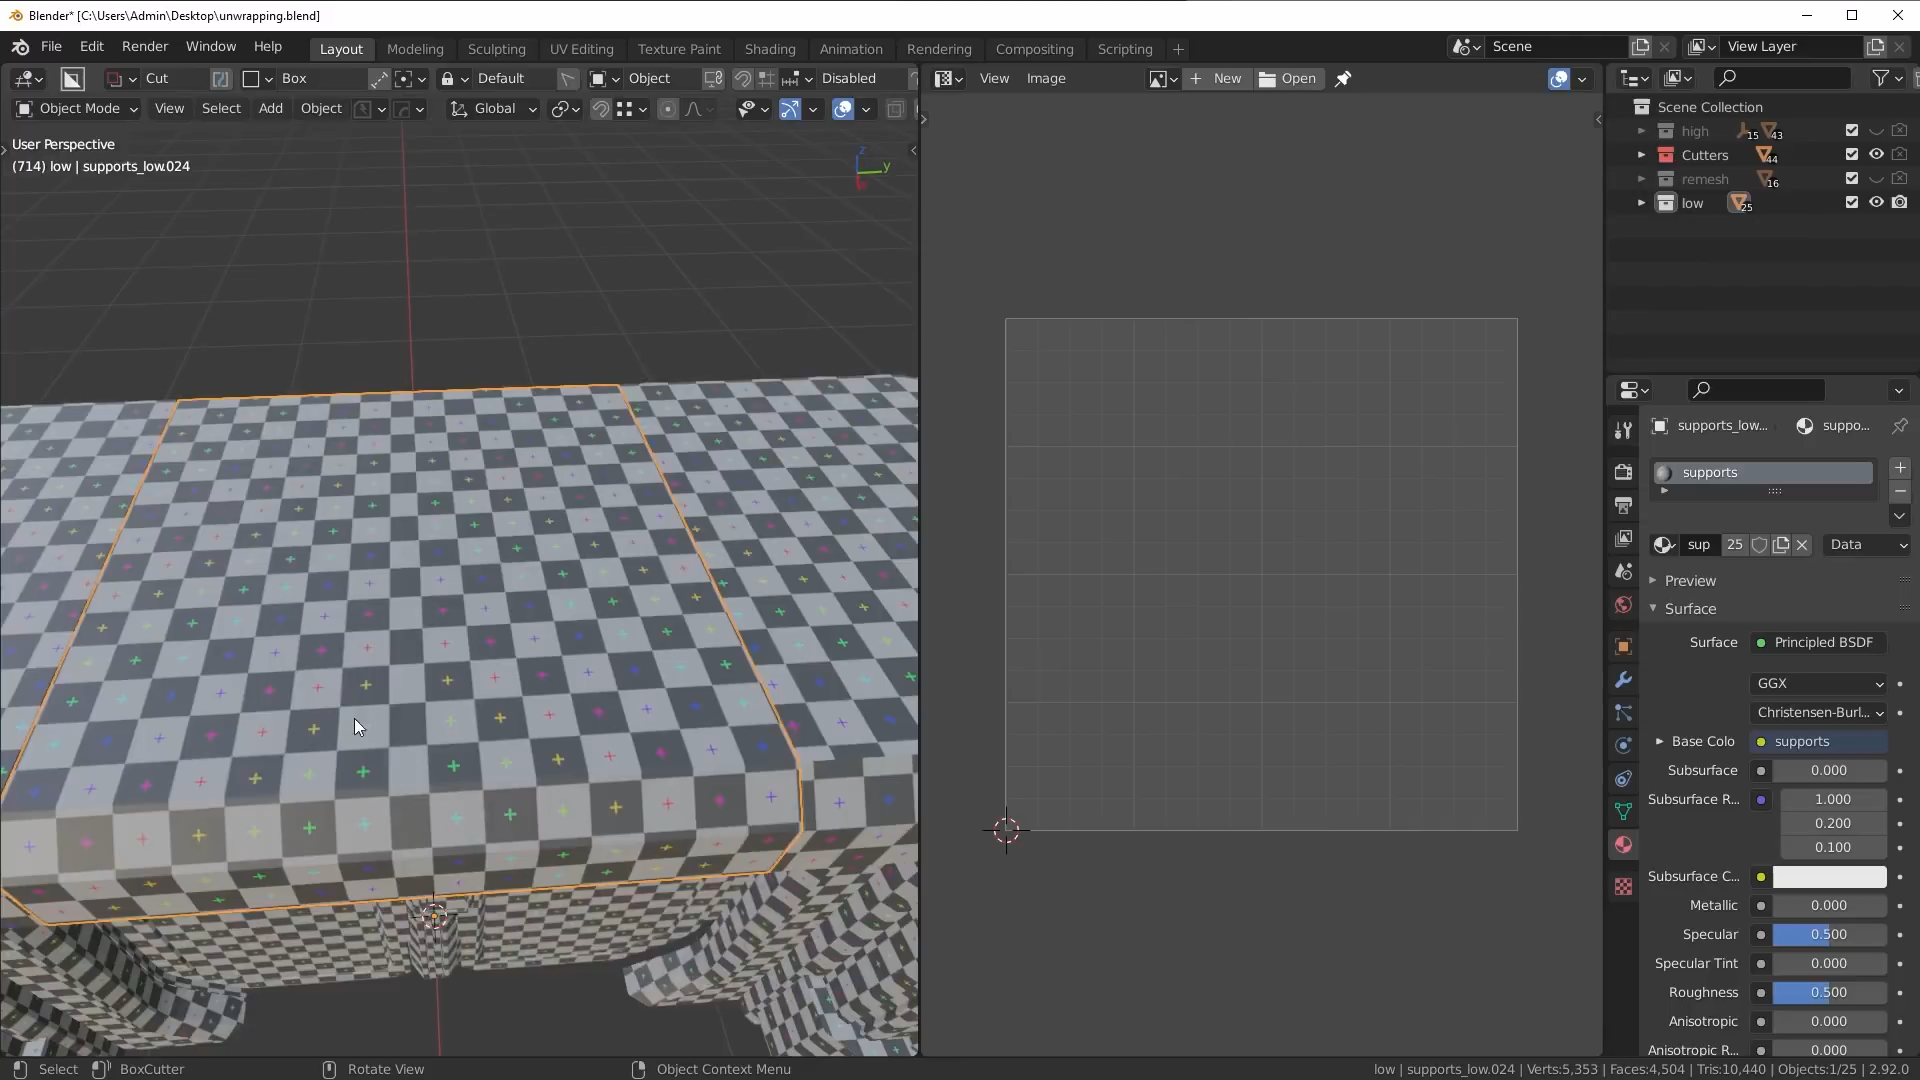 Blender* [C:\Users\Admin\Desktop\unwrapping.blend]
File Edit Render Window Help Layout Modeling Sculpting UV Editing Texture Paint Shading Animation Rendering Compositing Scripting + Scene View Layer
Cut Box Default Object Disabled View Image New Open
Object Mode View Select Add Object Global
Scene Collection
high 15 43
Cutters 44
remesh 16
low 25
User Perspective
(714) low | supports_low.024
z
y
supports_low... suppo...
supports
sup 25 Data
Preview
Surface
Surface Principled BSDF
GGX
Christensen-Burl...
Base Colo supports
Subsurface 0.000
Subsurface R... 1.000
0.200
0.100
Subsurface C...
Metallic 0.000
Specular 0.500
Specular Tint 0.000
Roughness 0.500
Anisotropic 0.000
Anisotropic R... 0.000
Select BoxCutter Rotate View Object Context Menu low | supports_low.024 | Verts:5,353 | Faces:4,504 | Tris:10,440 | Objects:1/25 | 2.92.0